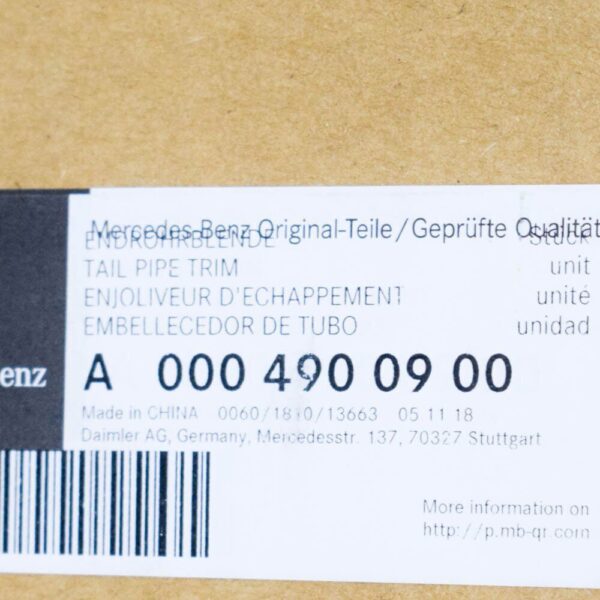 Mercedes-Benz Original-Teile/Geprüfte Qualität
ENDROHRBLENDE Stück
TAIL PIPE TRIM unit
ENJOLIVEUR D'ECHAPPEMENT unité
EMBELLECEDOR DE TUBO unidad
enz A 000 490 09 00
Made in CHINA 0060/1810/13663 05 11 18
Daimler AG, Germany, Mercedesstr. 137, 70327 Stuttgart
More information on
http://p.mb-qr.com